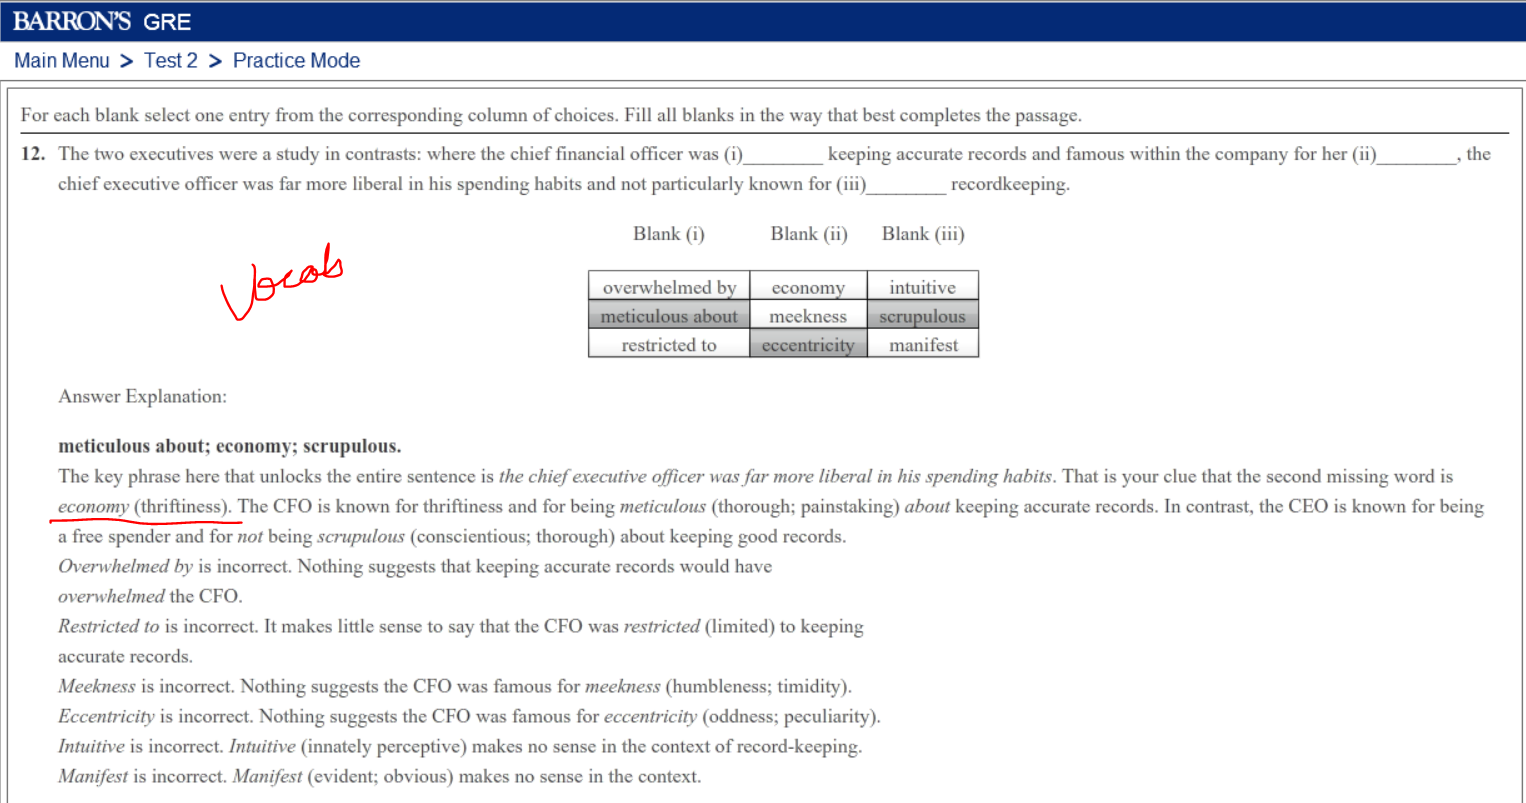 BARRON'S GRE
Main Menu > Test 2 > Practice Mode
For each blank select one entry from the corresponding column of choices. Fill all blanks in the way that best completes the passage.
12. The two executives were a study in contrasts: where the chief financial officer was (i)________ keeping accurate records and famous within the company for her (ii)________, the
chief executive officer was far more liberal in his spending habits and not particularly known for (iii)________ recordkeeping.
Blank (i) Blank (ii) Blank (iii)
Vocab
overwhelmed by economy intuitive
meticulous about meekness scrupulous
restricted to eccentricity manifest
Answer Explanation:
meticulous about; economy; scrupulous.
The key phrase here that unlocks the entire sentence is the chief executive officer was far more liberal in his spending habits. That is your clue that the second missing word is
economy (thriftiness). The CFO is known for thriftiness and for being meticulous (thorough; painstaking) about keeping accurate records. In contrast, the CEO is known for being
a free spender and for not being scrupulous (conscientious; thorough) about keeping good records.
Overwhelmed by is incorrect. Nothing suggests that keeping accurate records would have
overwhelmed the CFO.
Restricted to is incorrect. It makes little sense to say that the CFO was restricted (limited) to keeping
accurate records.
Meekness is incorrect. Nothing suggests the CFO was famous for meekness (humbleness; timidity).
Eccentricity is incorrect. Nothing suggests the CFO was famous for eccentricity (oddness; peculiarity).
Intuitive is incorrect. Intuitive (innately perceptive) makes no sense in the context of record-keeping.
Manifest is incorrect. Manifest (evident; obvious) makes no sense in the context.